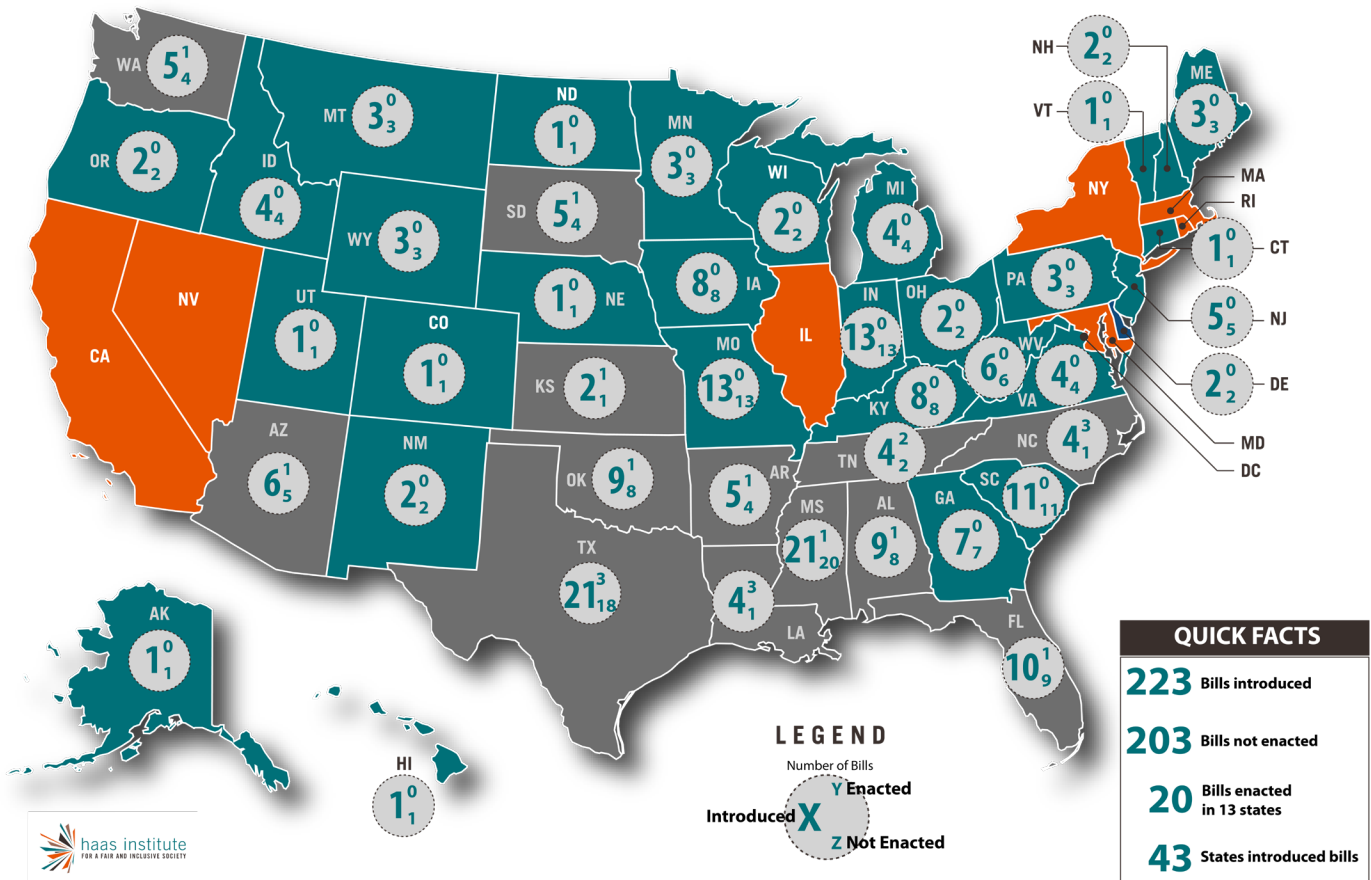 WA 5 1 4
OR 2 0 2
CA
NV
ID 4 0 4
MT 3 0 3
WY 3 0 3
UT 1 0 1
AZ 6 1 5
CO 1 0 1
NM 2 0 2
ND 1 0 1
SD 5 1 4
NE 1 0 1
KS 2 1 1
OK 9 1 8
TX 21 3 18
MN 3 0 3
IA 8 0 8
MO 13 0 13
AR 5 1 4
LA 4 3 1
WI 2 0 2
IL
MI 4 0 4
IN 13 0 13
OH 2 0 2
KY 8 0 8
TN 4 2 2
MS 21 1 20
AL 9 1 8
GA 7 0 7
FL 10 1 9
SC 11 0 11
NC 4 3 1
WV 6 0 6
VA 4 0 4
PA 3 0 3
NY
NH 2 0 2
VT 1 0 1
ME 3 0 3
MA
RI
CT 1 0 1
NJ 5 0 5
DE 2 0 2
MD
DC
AK 1 0 1
HI 1 0 1
LEGEND
Number of Bills
Y Enacted
Introduced X
Z Not Enacted
QUICK FACTS
223 Bills introduced
203 Bills not enacted
20 Bills enacted
in 13 states
43 States introduced bills
haas institute
FOR A FAIR AND INCLUSIVE SOCIETY